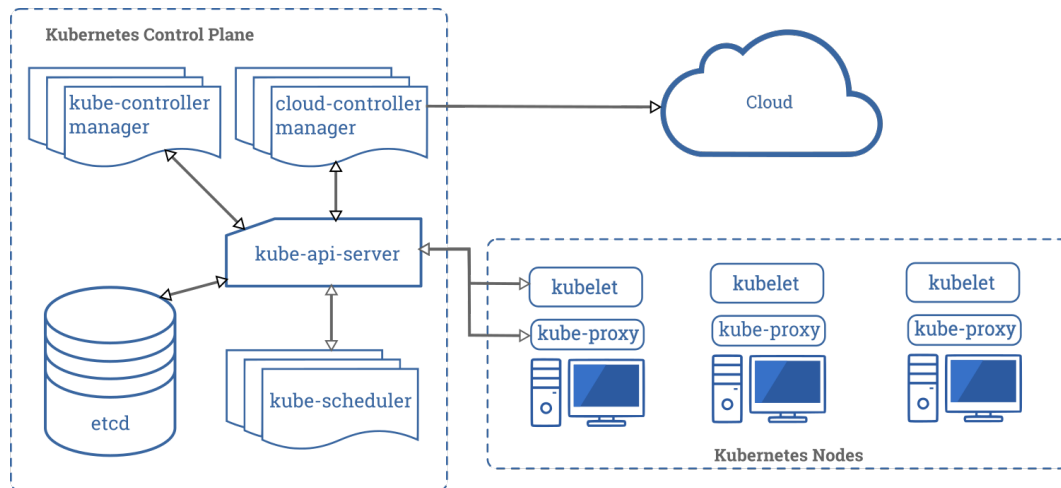 Kubernetes Control Plane
kube-controller
manager
cloud-controller
manager
Cloud
kube-api-server
kubelet
kubelet
kubelet
kube-proxy
kube-proxy
kube-proxy
etcd
kube-scheduler
Kubernetes Nodes